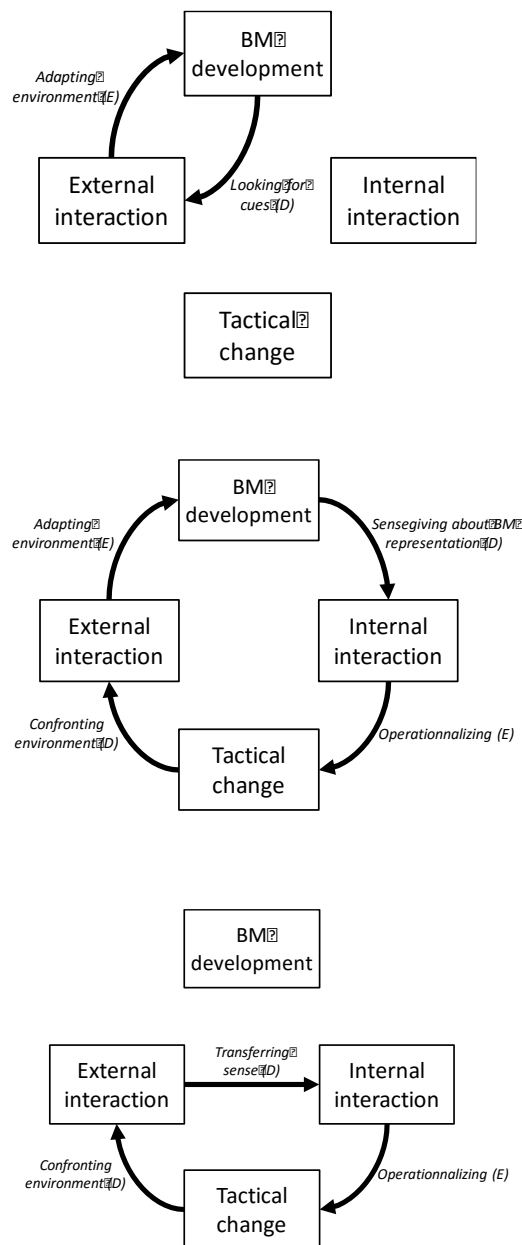 BM
development
Adapting
environment (E)
Looking for
cues (D)
External
interaction
Internal
interaction
Tactical
change
BM
development
Adapting
environment (E)
Sensegiving about BM
representation (D)
External
interaction
Internal
interaction
Confronting
environment (D)
Operationnalizing (E)
Tactical
change
BM
development
Transferring
sense (D)
External
interaction
Internal
interaction
Confronting
environment (D)
Operationnalizing (E)
Tactical
change